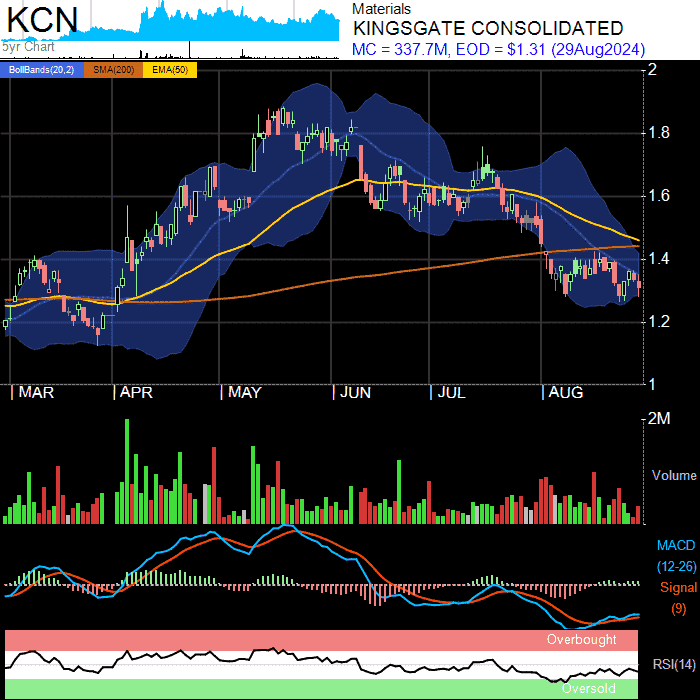 KCN
5yr Chart
Materials
KINGSGATE CONSOLIDATED
MC = 337.7M, EOD = $1.31 (29Aug2024)
BollBands(20,2) SMA(200) EMA(50)
2
1.8
1.6
1.4
1.2
1
MAR APR MAY JUN JUL AUG
2M
Volume
MACD
(12-26)
Signal
(9)
Overbought
RSI(14)
Oversold